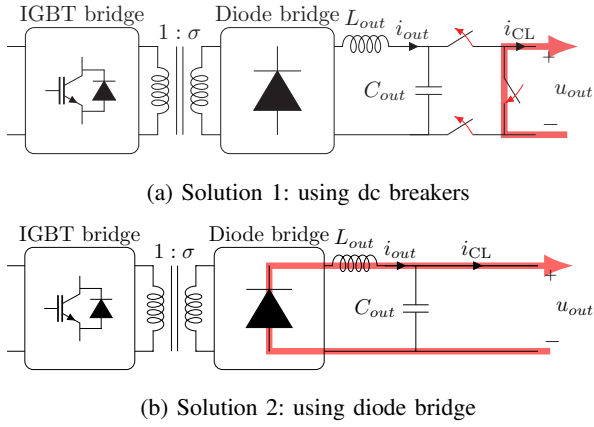 IGBT bridge
1 : σ
Diode bridge
L_out
i_out
i_CL
C_out
+
u_out
−
(a) Solution 1: using dc breakers
IGBT bridge
1 : σ
Diode bridge
L_out
i_out
i_CL
C_out
+
u_out
−
(b) Solution 2: using diode bridge